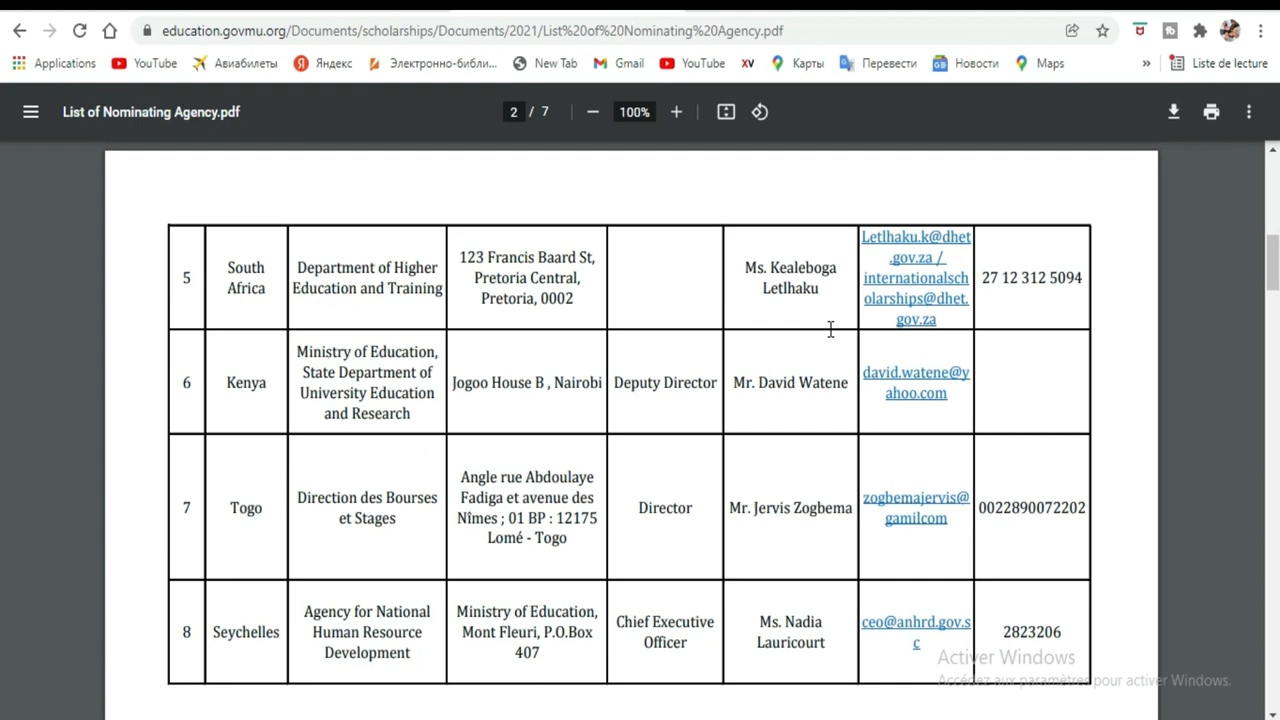 education.govmu.org/Documents/scholarships/Documents/2021/List%20of%20Nominating%20Agency.pdf
Applications
YouTube
Авиабилеты
Яндекс
Электронно-библи...
New Tab
Gmail
YouTube
XV
Карты
Перевести
Новости
Maps
»
Liste de lecture
List of Nominating Agency.pdf
2 / 7
100%
5
South
Africa
Department of Higher
Education and Training
123 Francis Baard St,
Pretoria Central,
Pretoria, 0002
Ms. Kealeboga
Letlhaku
Letlhaku.k@dhet
.gov.za /
internationalsch
olarships@dhet.
gov.za
27 12 312 5094
6
Kenya
Ministry of Education,
State Department of
University Education
and Research
Jogoo House B , Nairobi
Deputy Director
Mr. David Watene
david.watene@y
ahoo.com
7
Togo
Direction des Bourses
et Stages
Angle rue Abdoulaye
Fadiga et avenue des
Nîmes ; 01 BP : 12175
Lomé - Togo
Director
Mr. Jervis Zogbema
zogbemajervis@
gamilcom
0022890072202
8
Seychelles
Agency for National
Human Resource
Development
Ministry of Education,
Mont Fleuri, P.O.Box
407
Chief Executive
Officer
Ms. Nadia
Lauricourt
ceo@anhrd.gov.s
c
2823206
Activer Windows
Accédez aux paramètres pour activer Windows.